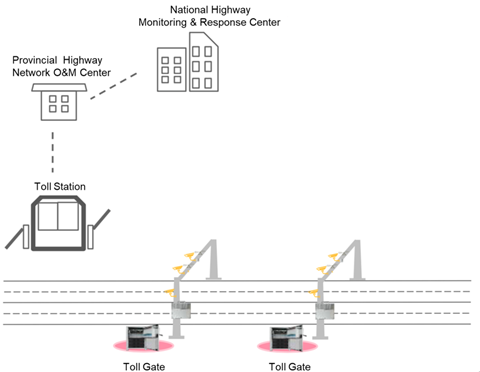 National Highway
Monitoring & Response Center
Provincial Highway
Network O&M Center
Toll Station
Toll Gate
Toll Gate